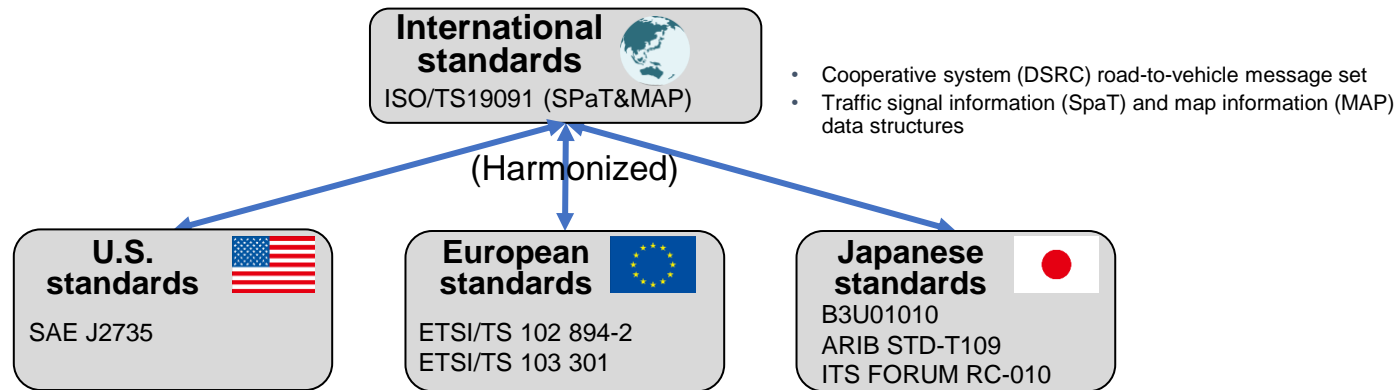 International
standards
ISO/TS19091 (SPaT&MAP)
• Cooperative system (DSRC) road-to-vehicle message set
• Traffic signal information (SpaT) and map information (MAP)
data structures
(Harmonized)
U.S.
standards
SAE J2735
European
standards
ETSI/TS 102 894-2
ETSI/TS 103 301
Japanese
standards
B3U01010
ARIB STD-T109
ITS FORUM RC-010